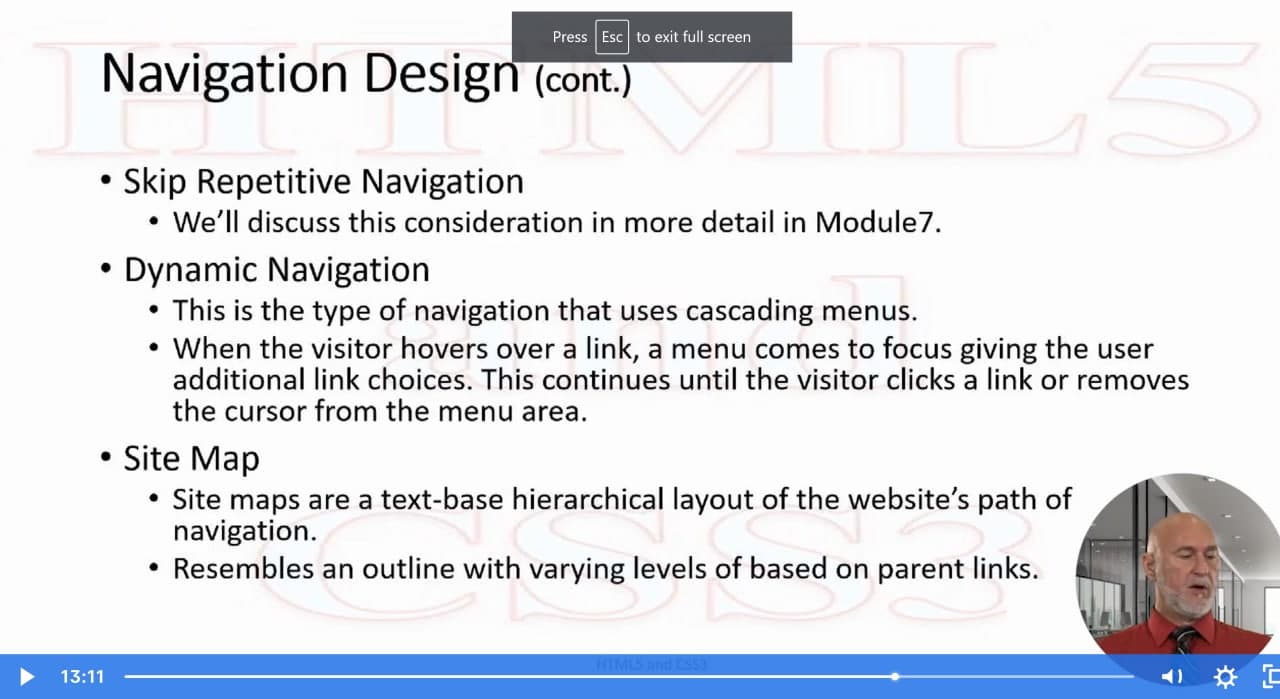 Press Esc to exit full screen
HTML5
Navigation Design (cont.)
• Skip Repetitive Navigation
• We’ll discuss this consideration in more detail in Module7.
• Dynamic Navigation
• This is the type of navigation that uses cascading menus.
and
• When the visitor hovers over a link, a menu comes to focus giving the user
additional link choices. This continues until the visitor clicks a link or removes
the cursor from the menu area.
• Site Map
• Site maps are a text-base hierarchical layout of the website’s path of
navigation.
CSS3
• Resembles an outline with varying levels of based on parent links.
HTML5 and CSS3
13:11